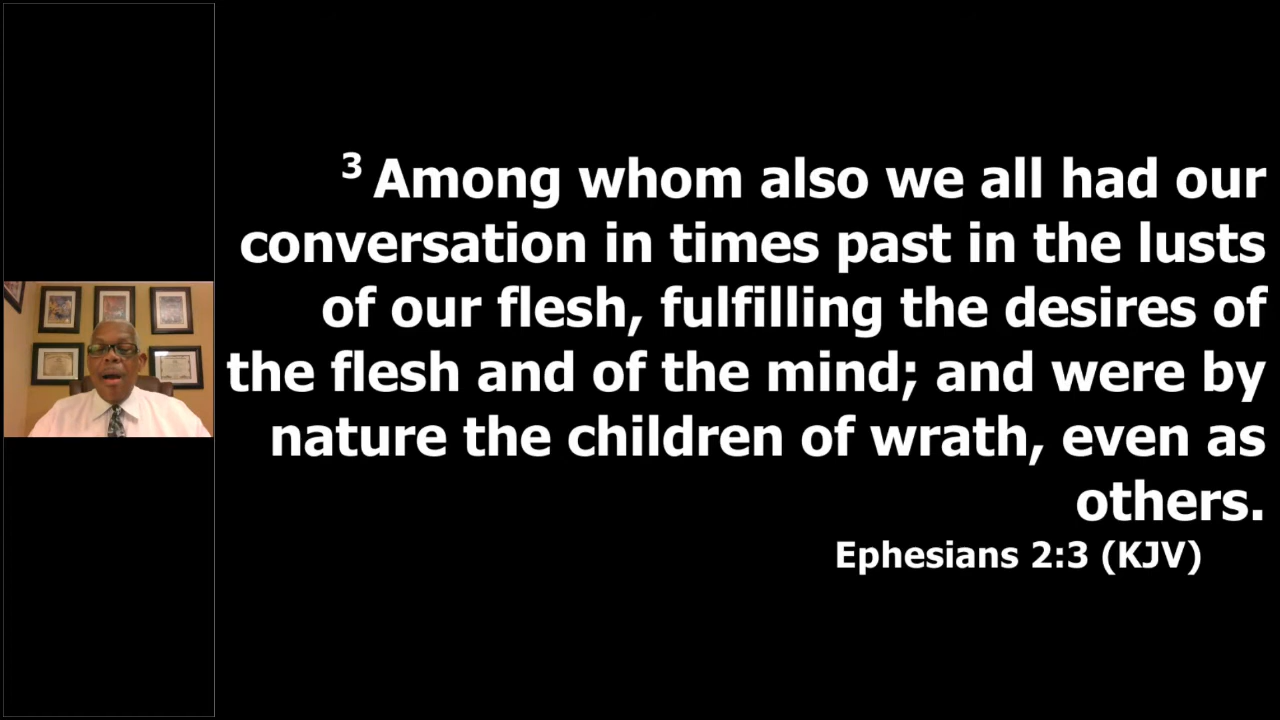 3 Among whom also we all had our
conversation in times past in the lusts
of our flesh, fulfilling the desires of
the flesh and of the mind; and were by
nature the children of wrath, even as
others.
Ephesians 2:3 (KJV)